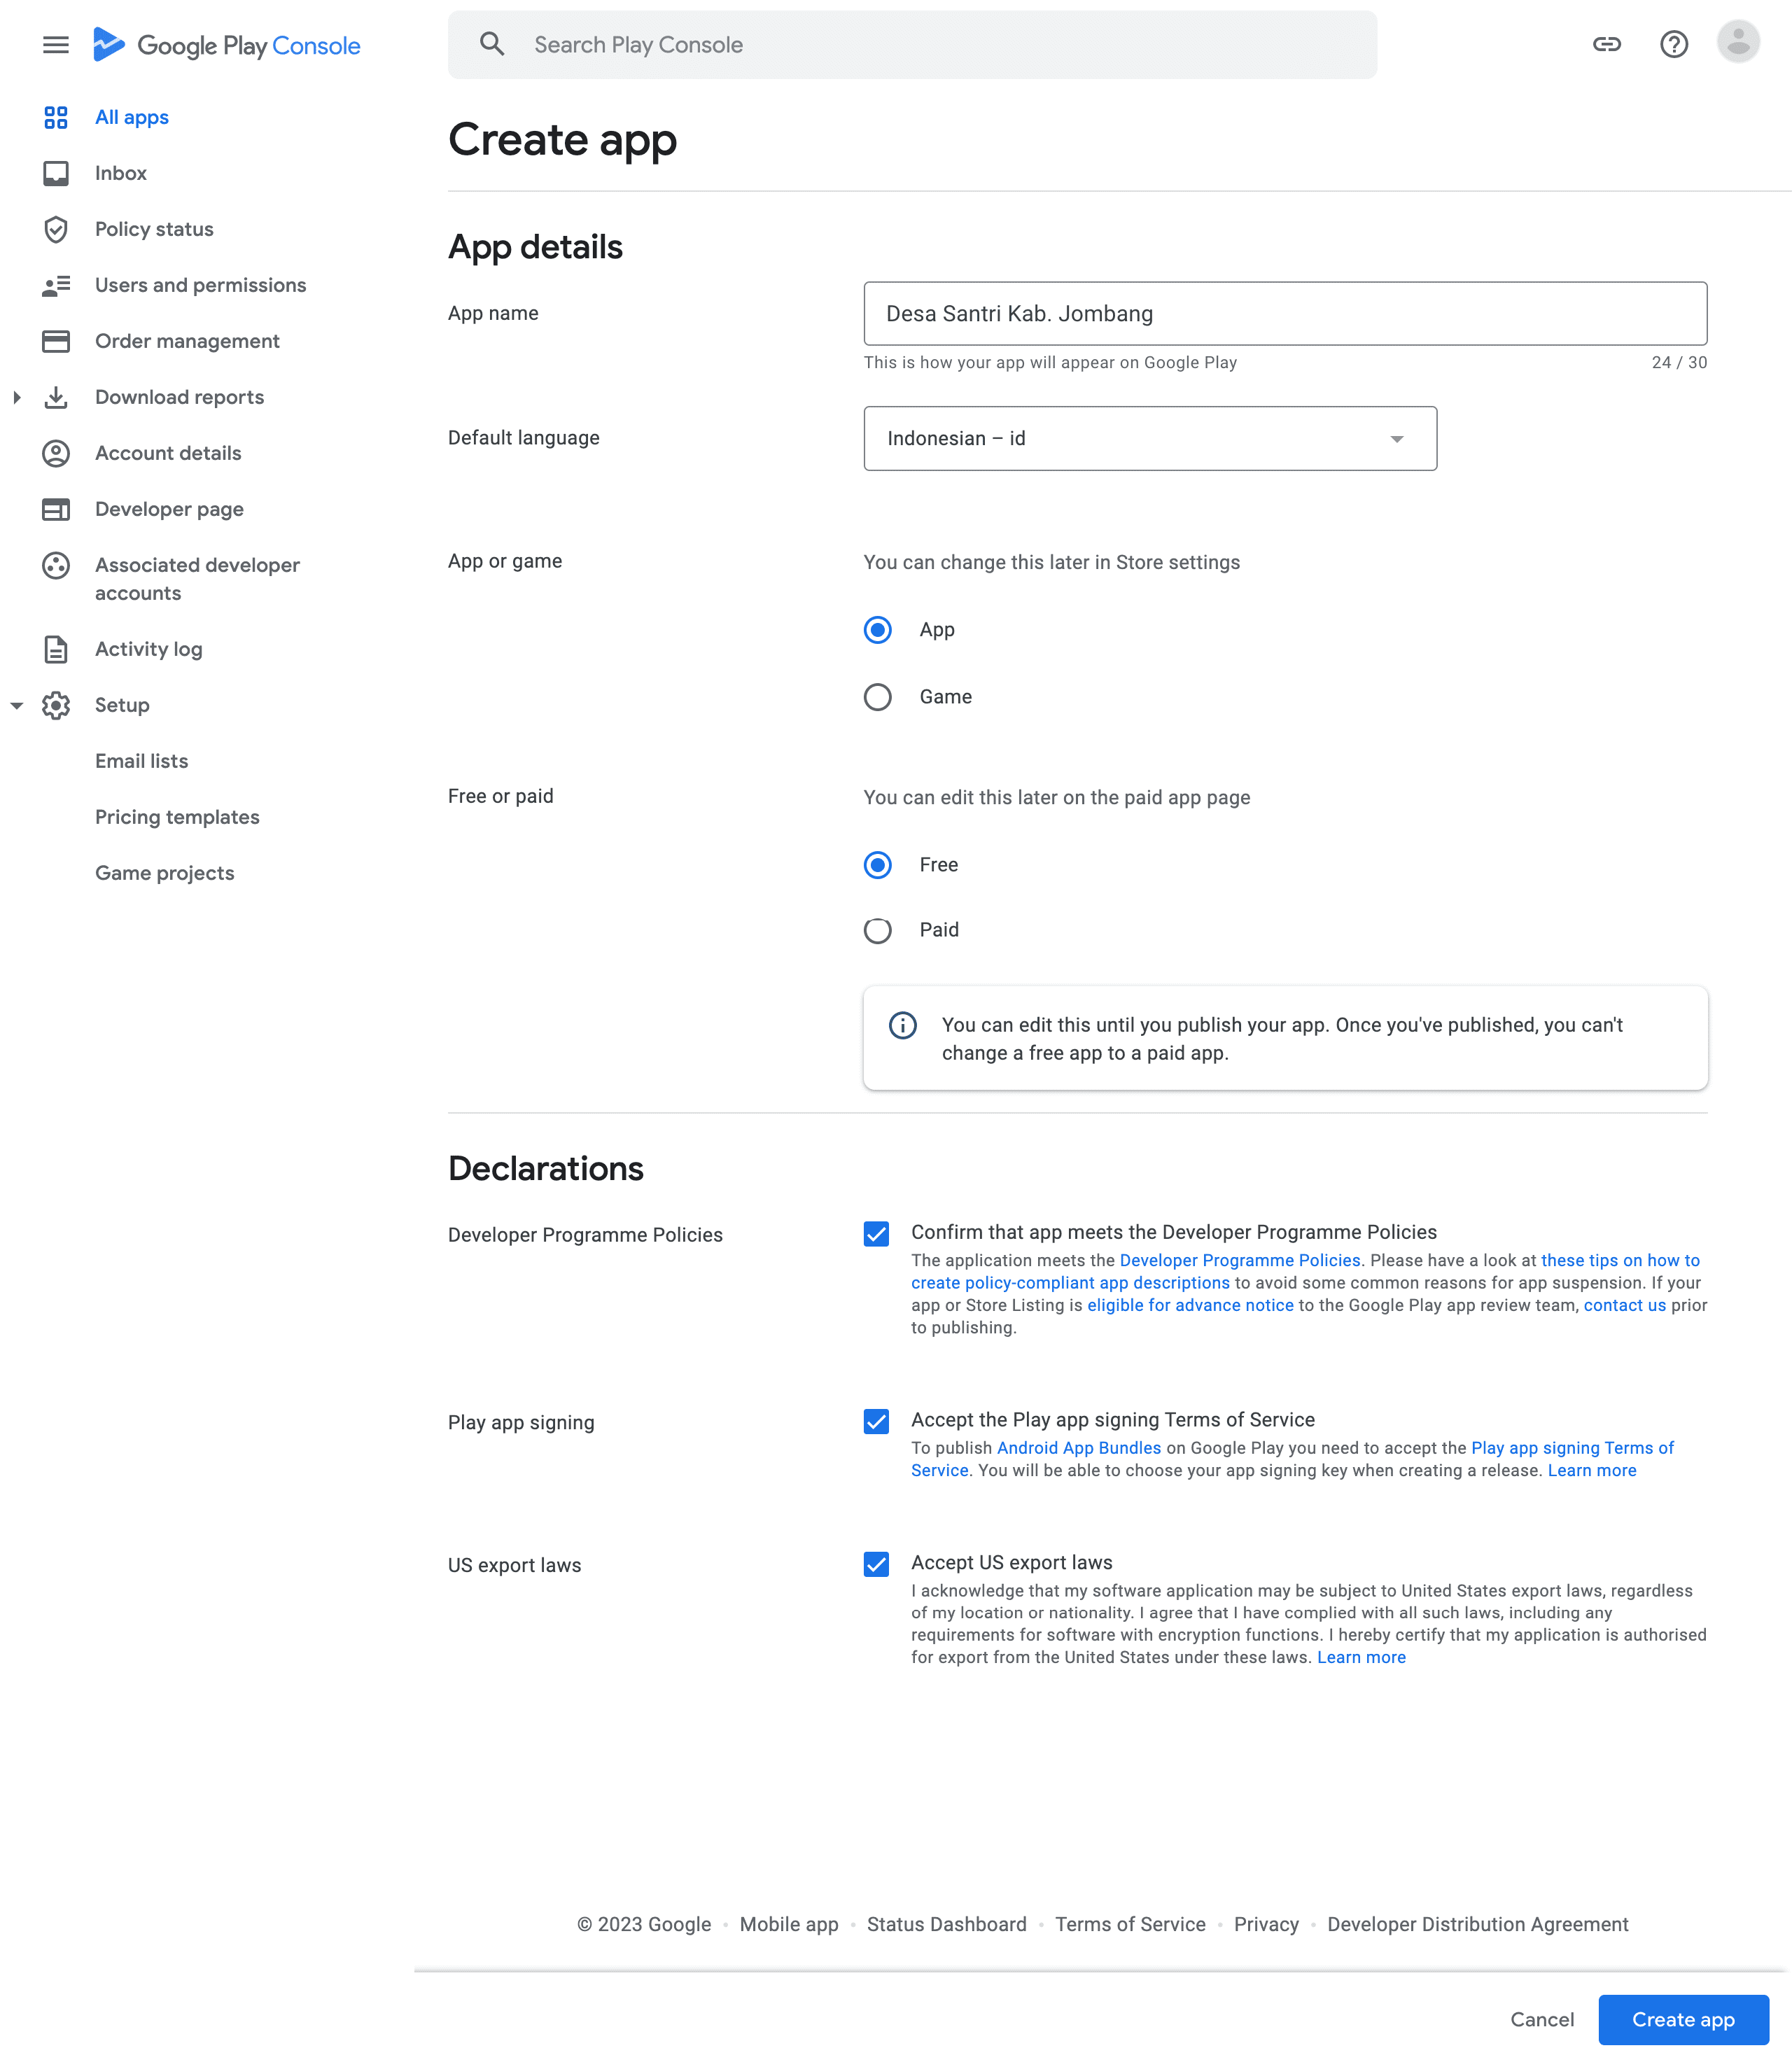 Google Play Console
Search Play Console
All apps
Inbox
Policy status
Users and permissions
Order management
Download reports
Account details
Developer page
Associated developer
accounts
Activity log
Setup
Email lists
Pricing templates
Game projects
Create app
App details
App name
Desa Santri Kab. Jombang
This is how your app will appear on Google Play
24 / 30
Default language
Indonesian – id
App or game
You can change this later in Store settings
App
Game
Free or paid
You can edit this later on the paid app page
Free
Paid
You can edit this until you publish your app. Once you've published, you can't
change a free app to a paid app.
Declarations
Developer Programme Policies
Confirm that app meets the Developer Programme Policies
The application meets the Developer Programme Policies. Please have a look at these tips on how to
create policy-compliant app descriptions to avoid some common reasons for app suspension. If your
app or Store Listing is eligible for advance notice to the Google Play app review team, contact us prior
to publishing.
Play app signing
Accept the Play app signing Terms of Service
To publish Android App Bundles on Google Play you need to accept the Play app signing Terms of
Service. You will be able to choose your app signing key when creating a release. Learn more
US export laws
Accept US export laws
I acknowledge that my software application may be subject to United States export laws, regardless
of my location or nationality. I agree that I have complied with all such laws, including any
requirements for software with encryption functions. I hereby certify that my application is authorised
for export from the United States under these laws. Learn more
© 2023 Google • Mobile app • Status Dashboard • Terms of Service • Privacy • Developer Distribution Agreement
Cancel
Create app